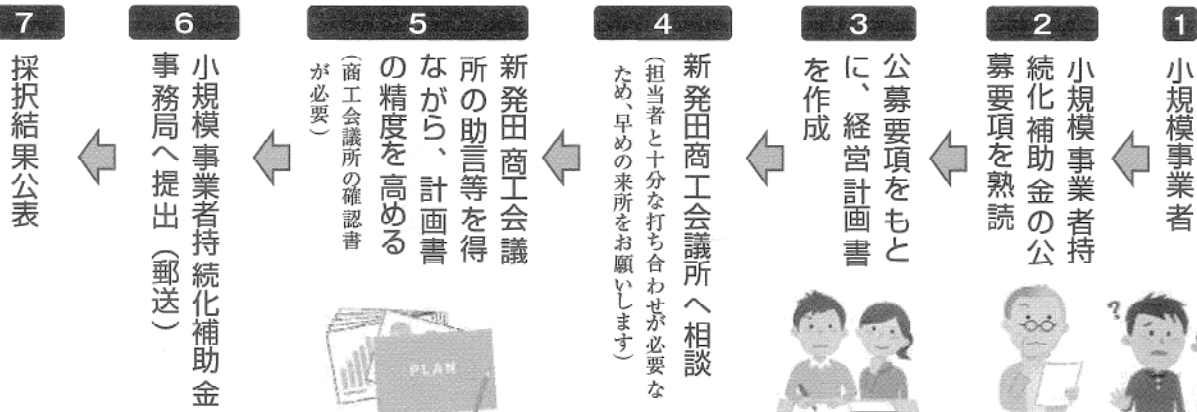 1
小規模事業者
2
小規模事業者持
続化補助金の公
募要項を熟読
3
公募要項をもと
に、経営計画書
を作成
4
新発田商工会議所へ相談
(担当者と十分な打ち合わせが必要な
ため、早めの来所をお願いします)
5
新発田商工会議
所の助言等を得
ながら、計画書
の精度を高める
(商工会議所の確認書
が必要)
6
小規模事業者持続化補助金
事務局へ提出(郵送)
7
採択結果公表
?
PLAN